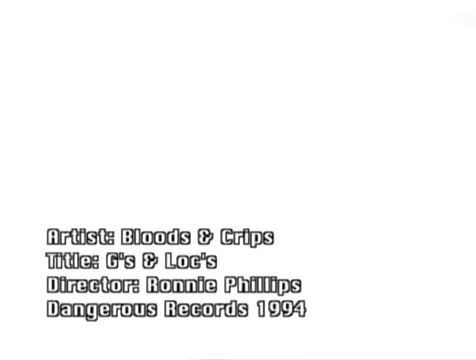 Artist: Bloods & Crips
Title: G's & Loc's
Director: Ronnie Phillips
Dangerous Records 1994